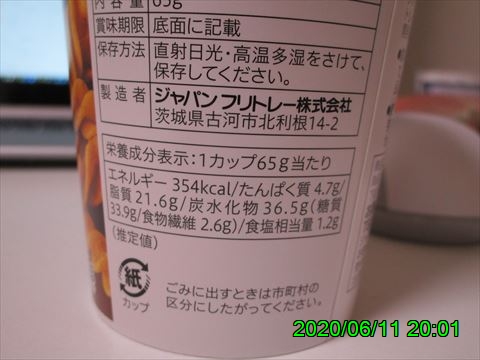 内容量 65g
賞味期限 底面に記載
保存方法 直射日光・高温多湿をさけて、
保存してください。
製造者 ジャパン フリトレー株式会社
茨城県古河市北利根14-2
栄養成分表示:1カップ65g当たり
エネルギー 354kcal/たんぱく質 4.7g/
脂質 21.6g/炭水化物 36.5g(糖質
33.9g/食物繊維 2.6g)/食塩相当量 1.2g
(推定値)
紙
カップ
ごみに出すときは市町村の
区分にしたがってください。
2020/06/11 20:01